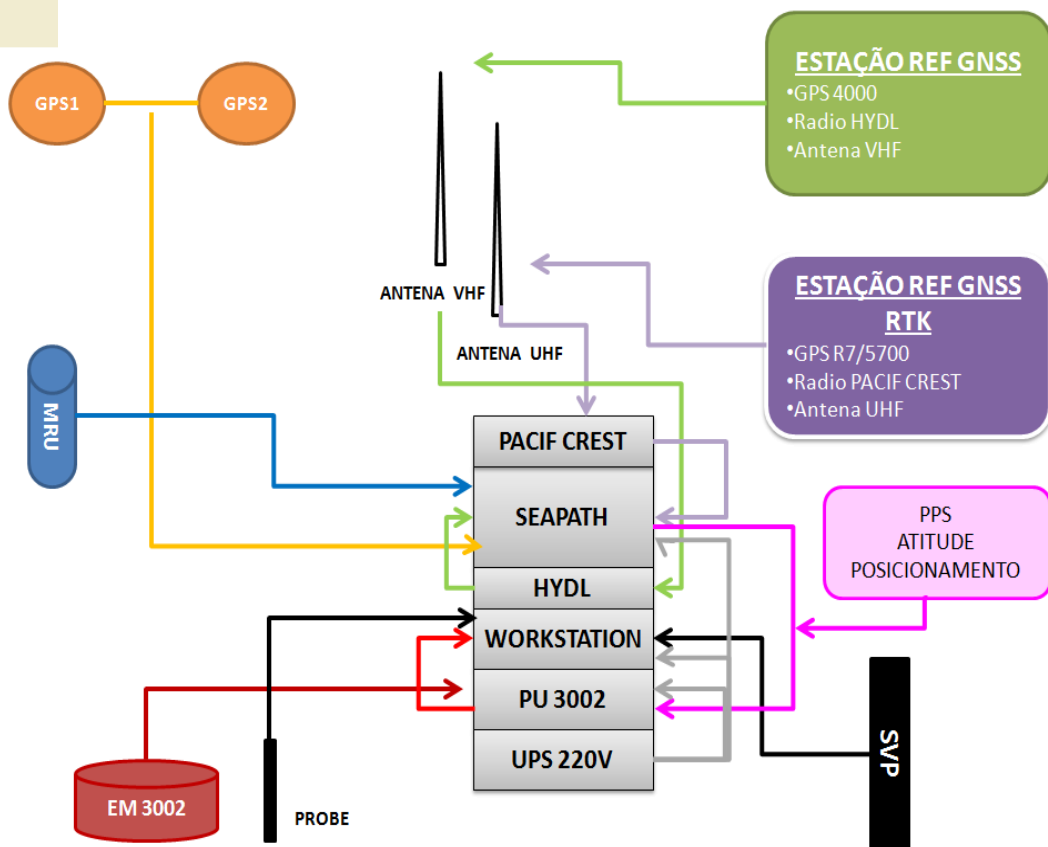 ESTAÇÃO REF GNSS
•GPS 4000
•Radio HYDL
•Antena VHF
GPS1
GPS2
ANTENA VHF
ANTENA UHF
ESTAÇÃO REF GNSS
RTK
•GPS R7/5700
•Radio PACIF CREST
•Antena UHF
MRU
PACIF CREST
SEAPATH
HYDL
WORKSTATION
PU 3002
UPS 220V
PPS
ATITUDE
POSICIONAMENTO
SVP
EM 3002
PROBE